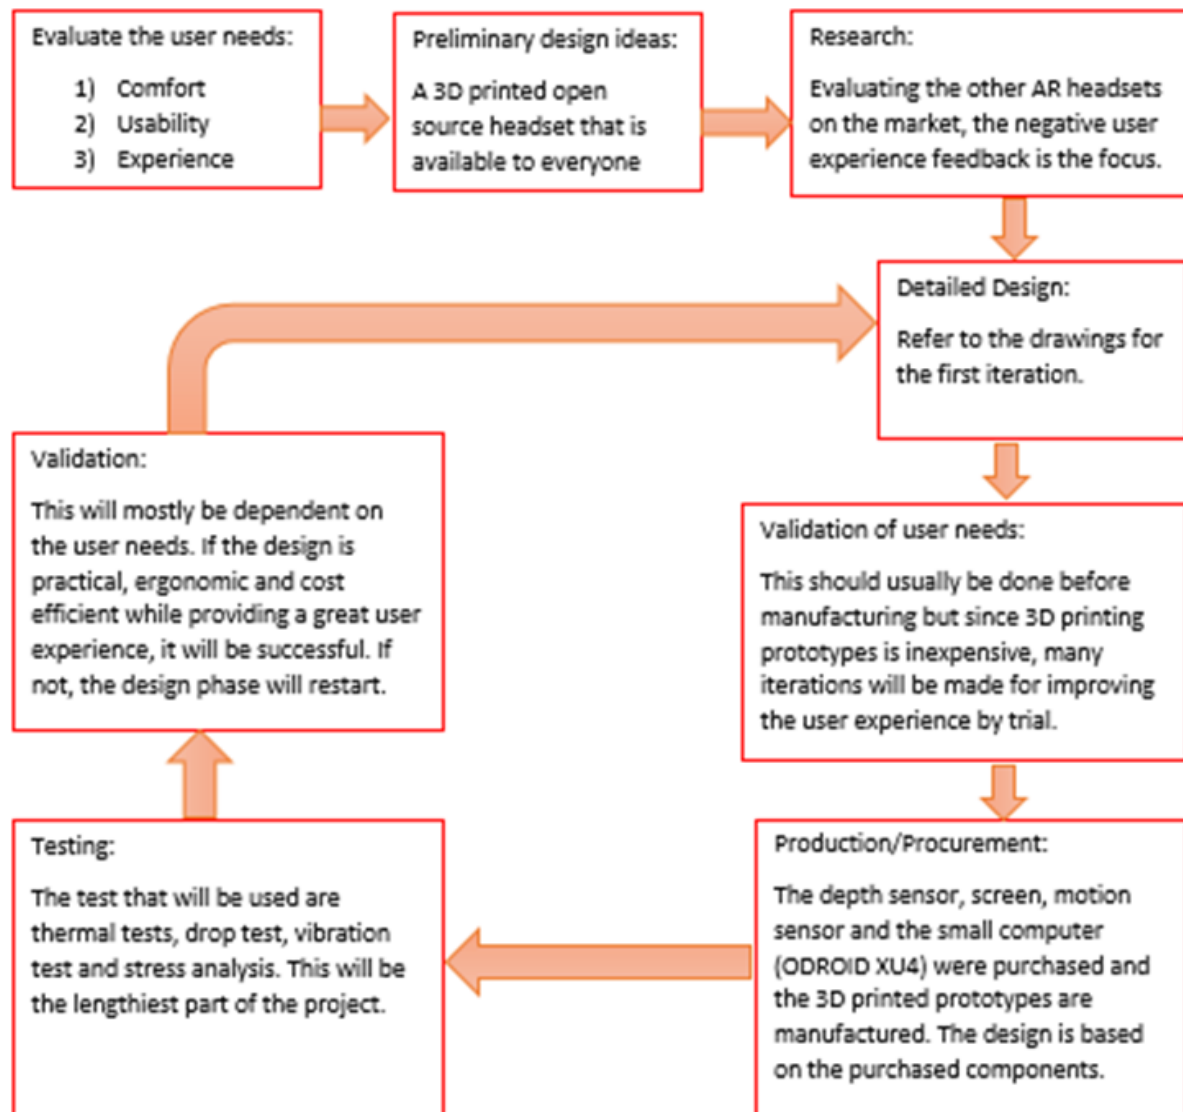 Evaluate the user needs:
1) Comfort
2) Usability
3) Experience
Preliminary design ideas:
A 3D printed open
source headset that is
available to everyone
Research:
Evaluating the other AR headsets
on the market, the negative user
experience feedback is the focus.
Detailed Design:
Refer to the drawings for
the first iteration.
Validation of user needs:
This should usually be done before
manufacturing but since 3D printing
prototypes is inexpensive, many
iterations will be made for improving
the user experience by trial.
Production/Procurement:
The depth sensor, screen, motion
sensor and the small computer
(ODROID XU4) were purchased and
the 3D printed prototypes are
manufactured. The design is based
on the purchased components.
Testing:
The test that will be used are
thermal tests, drop test, vibration
test and stress analysis. This will be
the lengthiest part of the project.
Validation:
This will mostly be dependent on
the user needs. If the design is
practical, ergonomic and cost
efficient while providing a great user
experience, it will be successful. If
not, the design phase will restart.